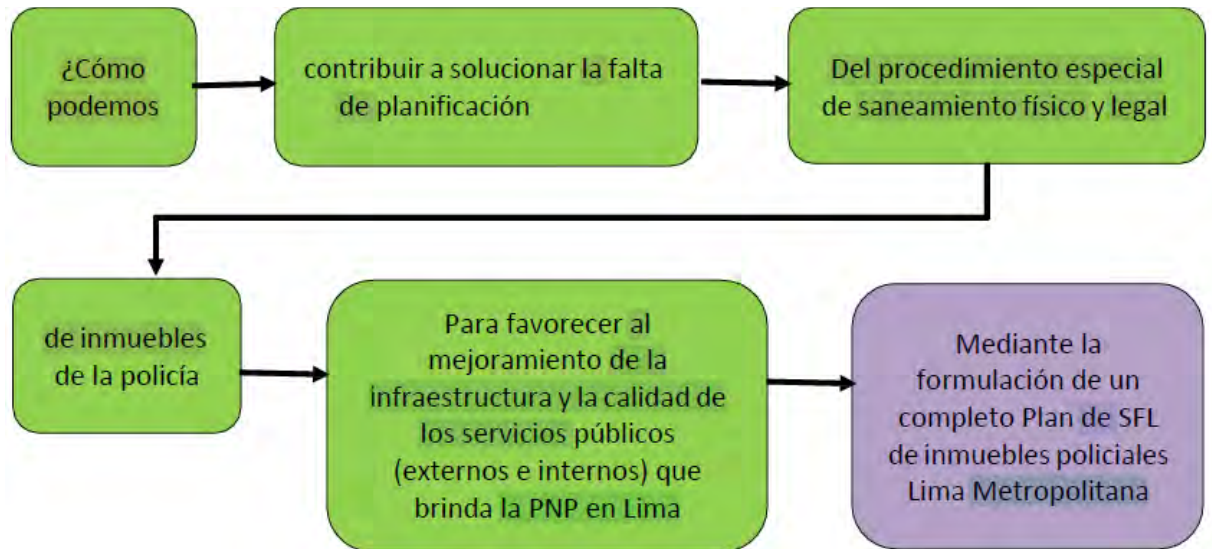 ¿Cómo
podemos
contribuir a solucionar la falta
de planificación
Del procedimiento especial
de saneamiento físico y legal
de inmuebles
de la policía
Para favorecer al
mejoramiento de la
infraestructura y la calidad de
los servicios públicos
(externos e internos) que
brinda la PNP en Lima
Mediante la
formulación de un
completo Plan de SFL
de inmuebles policiales
Lima Metropolitana